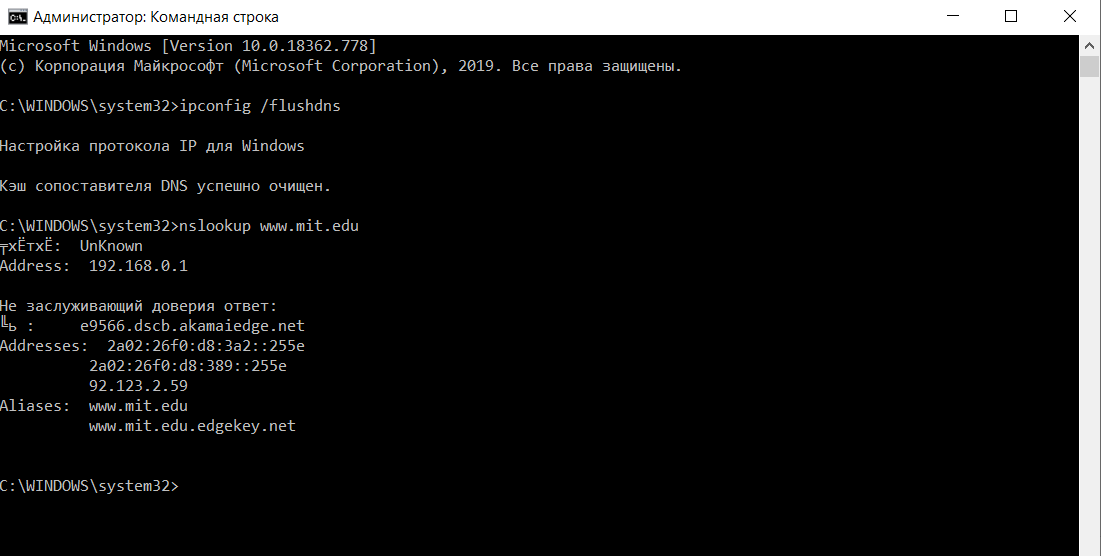 Администратор: Командная строка
Microsoft Windows [Version 10.0.18362.778]
(c) Корпорация Майкрософт (Microsoft Corporation), 2019. Все права защищены.
C:\WINDOWS\system32>ipconfig /flushdns
Настройка протокола IP для Windows
Кэш сопоставителя DNS успешно очищен.
C:\WINDOWS\system32>nslookup www.mit.edu
╤хЁтхЁ:  UnKnown
Address:  192.168.0.1
Не заслуживающий доверия ответ:
╚ь :     e9566.dscb.akamaiedge.net
Addresses:  2a02:26f0:d8:3a2::255e
2a02:26f0:d8:389::255e
92.123.2.59
Aliases:  www.mit.edu
www.mit.edu.edgekey.net
C:\WINDOWS\system32>